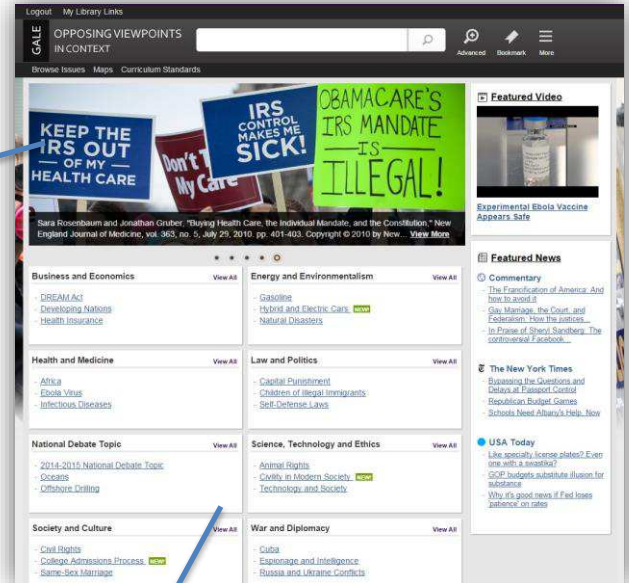 Logout My Library Links
GALE
OPPOSING VIEWPOINTS
IN CONTEXT
Advanced Bookmark More
Browse Issues Maps Curriculum Standards
KEEP THE
IRS OUT
— OF MY —
HEALTH CARE
Don't T
My Care
IRS
CONTROL
MAKES ME
SICK!
OBAMACARE'S
IRS MANDATE
— IS —
ILLEGAL!
Sara Rosenbaum and Jonathan Gruber, "Buying Health Care, the Individual Mandate, and the Constitution," New
England Journal of Medicine, vol. 363, no. 5, July 29, 2010. pp. 401-403. Copyright © 2010 by New... View More
Business and Economics View All
- DREAM Act
- Developing Nations
- Health Insurance
Energy and Environmentalism View All
- Gasoline
- Hybrid and Electric Cars NEW
- Natural Disasters
Health and Medicine View All
- Africa
- Ebola Virus
- Infectious Diseases
Law and Politics View All
- Capital Punishment
- Children of Illegal Immigrants
- Self-Defense Laws
National Debate Topic View All
- 2014-2015 National Debate Topic
- Oceans
- Offshore Drilling
Science, Technology and Ethics View All
- Animal Rights
- Civility in Modern Society NEW
- Technology and Society
Society and Culture View All
- Civil Rights
- College Admissions Process NEW
- Same-Sex Marriage
War and Diplomacy View All
- Cuba
- Espionage and Intelligence
- Russia and Ukraine Conflicts
Featured Video
Experimental Ebola Vaccine
Appears Safe
Featured News
Commentary
- The Francification of America: And
how to avoid it
- Gay Marriage, the Court, and
Federalism: How the justices...
- In Praise of Sheryl Sandberg: The
controversial Facebook...
The New York Times
- Bypassing the Questions and
Delays at Passport Control
- Republican Budget Games
- Schools Need Albany's Help, Now
USA Today
- Like specialty license plates? Even
one with a swastika?
- GOP budgets substitute illusion for
substance
- Why it's good news if Fed loses
'patience' on rates